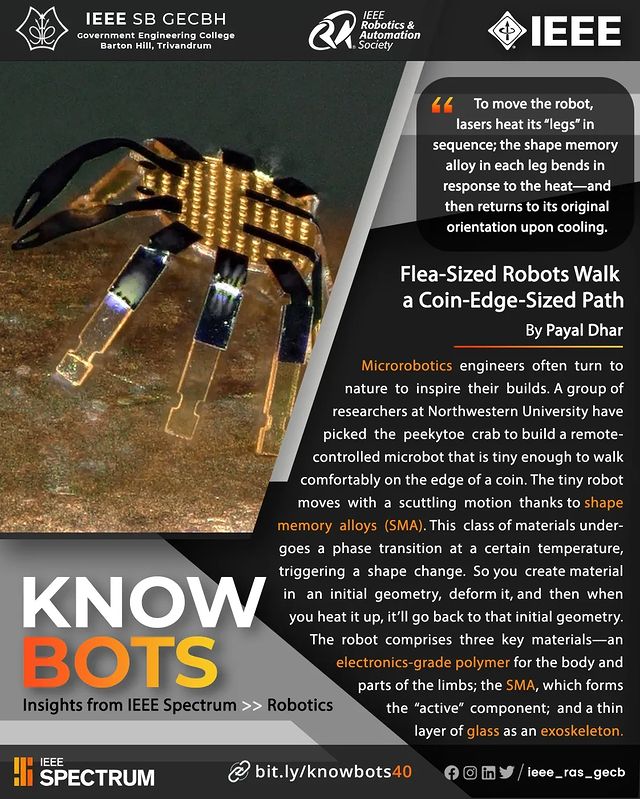 IEEE SB GECBH
Government Engineering College
Barton Hill, Trivandrum
IEEE
Robotics &
Automation
Society
IEEE
“ To move the robot,
lasers heat its “legs” in
sequence; the shape memory
alloy in each leg bends in
response to the heat—and
then returns to its original
orientation upon cooling.
Flea-Sized Robots Walk
a Coin-Edge-Sized Path
By Payal Dhar
Microrobotics engineers often turn to
nature to inspire their builds. A group of
researchers at Northwestern University have
picked the peekytoe crab to build a remote-
controlled microbot that is tiny enough to walk
comfortably on the edge of a coin. The tiny robot
moves with a scuttling motion thanks to shape
memory alloys (SMA). This class of materials under-
goes a phase transition at a certain temperature,
triggering a shape change. So you create material
in an initial geometry, deform it, and then when
you heat it up, it'll go back to that initial geometry.
The robot comprises three key materials—an
electronics-grade polymer for the body and
parts of the limbs; the SMA, which forms
the “active” component; and a thin
layer of glass as an exoskeleton.
KNOW
BOTS
Insights from IEEE Spectrum >> Robotics
IEEE
SPECTRUM
bit.ly/knowbots40
/ieee_ras_gecb